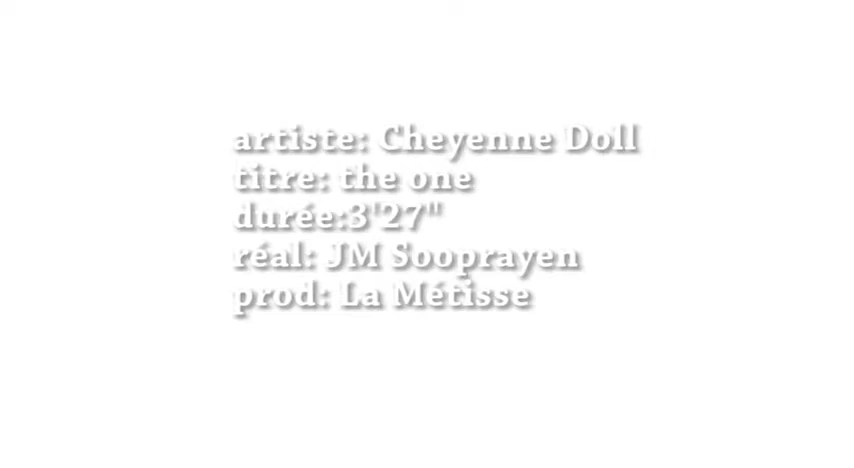 artiste: Cheyenne Doll
titre: the one
durée:3'27"
réal: JM Sooprayen
prod: La Métisse